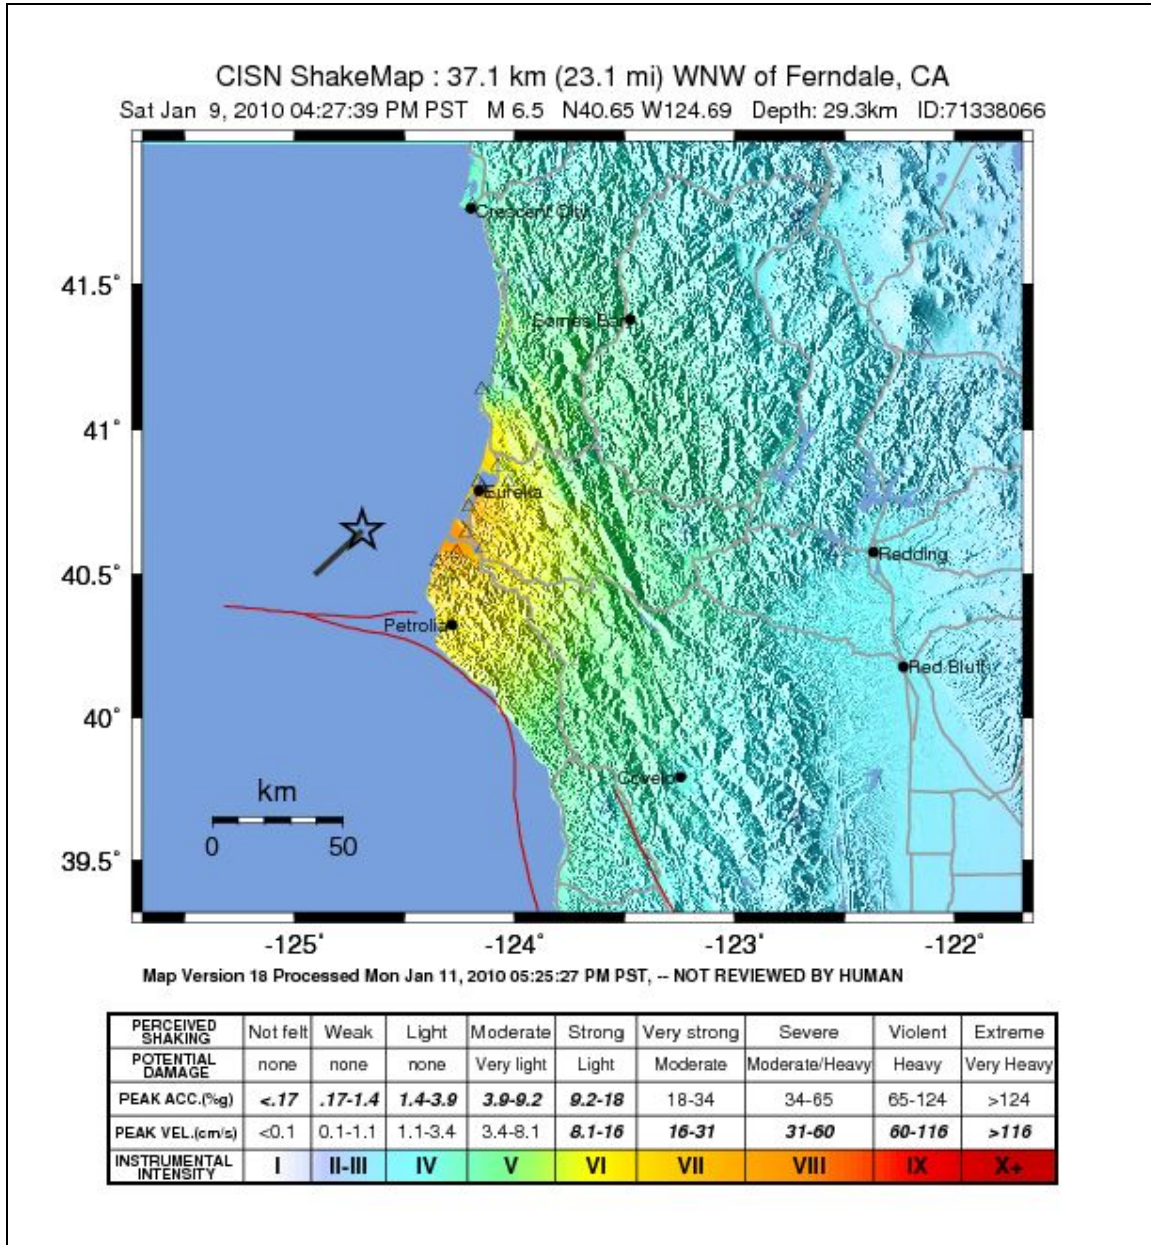 CISN ShakeMap : 37.1 km (23.1 mi) WNW of Ferndale, CA
Sat Jan 9, 2010 04:27:39 PM PST M 6.5 N40.65 W124.69 Depth: 29.3km ID:71338066
Crescent City
41.5˚
Somes Bar
41˚
Eureka
Redding
40.5˚
Petrolia
Red Bluff
40˚
Covelo
km
0 50
39.5˚
-125˚ -124˚ -123˚ -122˚
Map Version 18 Processed Mon Jan 11, 2010 05:25:27 PM PST, -- NOT REVIEWED BY HUMAN
PERCEIVED SHAKING Not felt Weak Light Moderate Strong Very strong Severe Violent Extreme
POTENTIAL DAMAGE none none none Very light Light Moderate Moderate/Heavy Heavy Very Heavy
PEAK ACC.(%g) <.17 .17-1.4 1.4-3.9 3.9-9.2 9.2-18 18-34 34-65 65-124 >124
PEAK VEL.(cm/s) <0.1 0.1-1.1 1.1-3.4 3.4-8.1 8.1-16 16-31 31-60 60-116 >116
INSTRUMENTAL INTENSITY I II-III IV V VI VII VIII IX X+